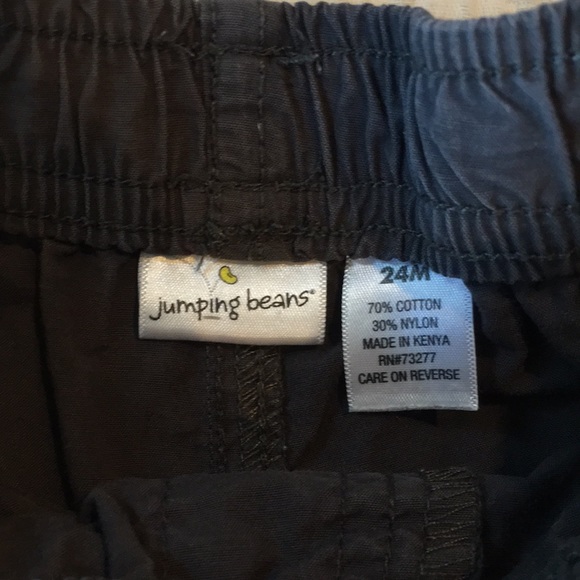 jumping beans®
24M
70% COTTON
30% NYLON
MADE IN KENYA
RN#73277
CARE ON REVERSE